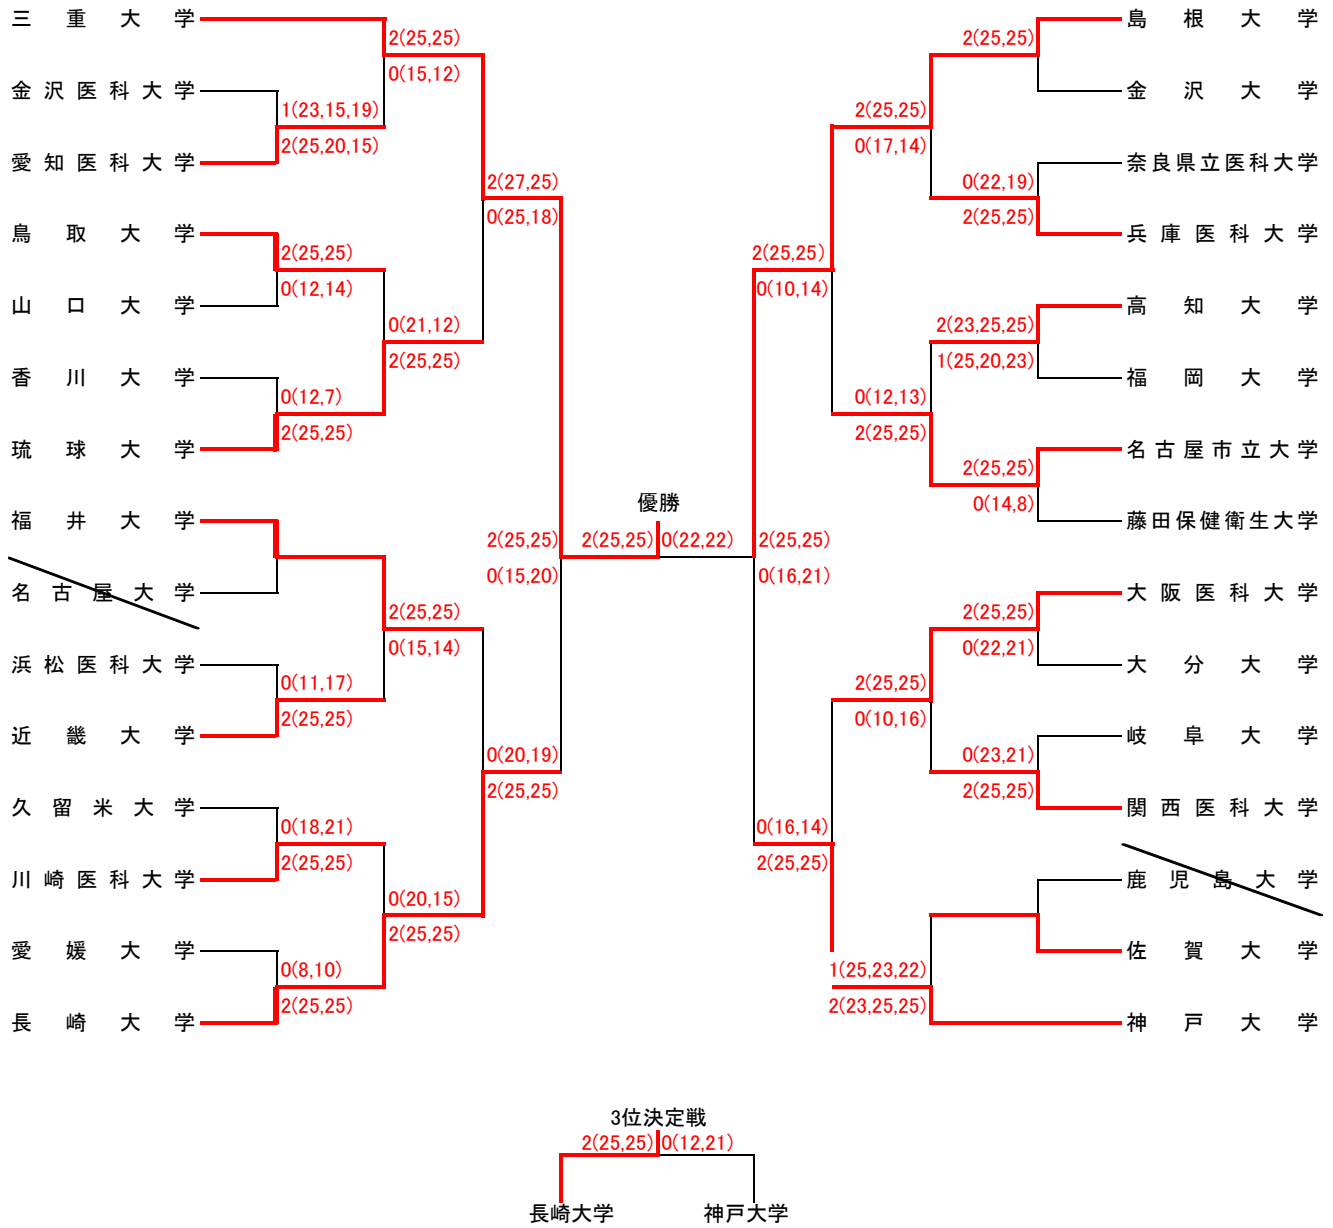 三重大学
2(25,25)
0(15,12)
金沢医科大学
1(23,15,19)
2(25,20,15)
愛知医科大学
2(27,25)
0(25,18)
鳥取大学
2(25,25)
0(12,14)
山口大学
0(21,12)
2(25,25)
香川大学
0(12,7)
2(25,25)
琉球大学
福井大学
2(25,25)
0(15,20)
名古屋大学
2(25,25)
0(15,14)
浜松医科大学
0(11,17)
2(25,25)
近畿大学
0(20,19)
2(25,25)
久留米大学
0(18,21)
2(25,25)
川崎医科大学
0(20,15)
2(25,25)
愛媛大学
0(8,10)
2(25,25)
長崎大学
優勝
2(25,25)
0(22,22)
島根大学
2(25,25)
金沢大学
2(25,25)
0(17,14)
奈良県立医科大学
0(22,19)
2(25,25)
兵庫医科大学
2(25,25)
0(10,14)
高知大学
2(23,25,25)
1(25,20,23)
福岡大学
0(12,13)
2(25,25)
名古屋市立大学
2(25,25)
0(14,8)
藤田保健衛生大学
2(25,25)
0(16,21)
大阪医科大学
2(25,25)
0(22,21)
大分大学
2(25,25)
0(10,16)
岐阜大学
0(23,21)
2(25,25)
関西医科大学
0(16,14)
2(25,25)
鹿児島大学
佐賀大学
1(25,23,22)
2(23,25,25)
神戸大学
3位決定戦
2(25,25)
0(12,21)
長崎大学
神戸大学